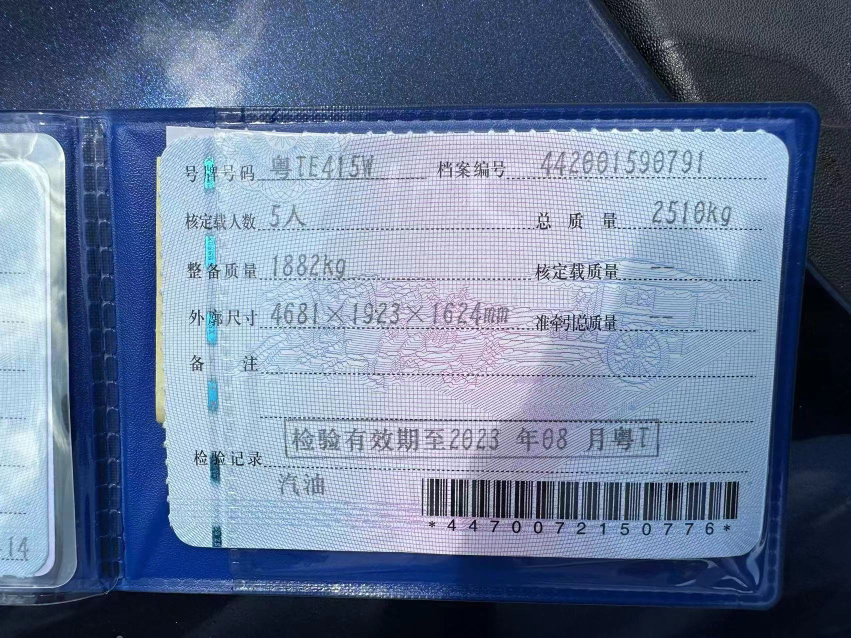 号牌号码 粤TE415W 档案编号 442001590791
核定载人数 5人 总质量 2510kg
整备质量 1882kg 核定载质量 --
外廓尺寸 4681×1923×1624mm 准牵引总质量 --
备注
检验有效期至2023 年08 月粤T
检验记录
汽油
*4470072150776*
14